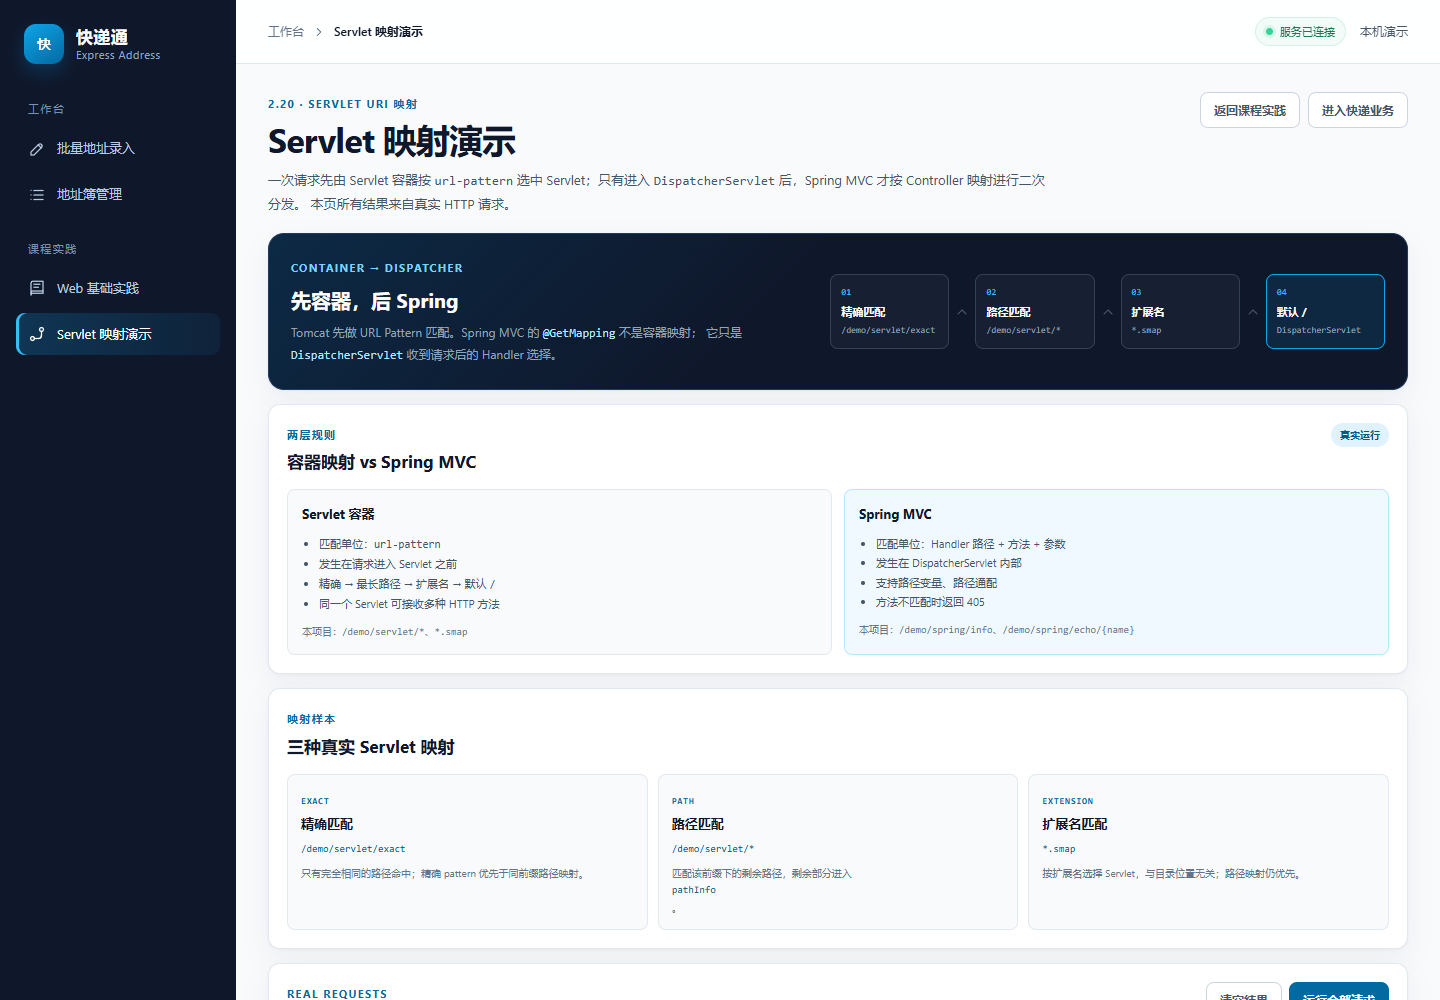 快
快递通
Express Address
工作台
批量地址录入
地址簿管理
课程实践
Web 基础实践
Servlet 映射演示
工作台
Servlet 映射演示
服务已连接
本机演示
2.20 · SERVLET URI 映射
Servlet 映射演示
返回课程实践
进入快递业务
一次请求先由 Servlet 容器按 url-pattern 选中 Servlet；只有进入 DispatcherServlet 后，Spring MVC 才按 Controller 映射进行二次
分发。 本页所有结果来自真实 HTTP 请求。
CONTAINER → DISPATCHER
先容器，后 Spring
Tomcat 先做 URL Pattern 匹配。Spring MVC 的 @GetMapping 不是容器映射； 它只是
DispatcherServlet 收到请求后的 Handler 选择。
01
精确匹配
/demo/servlet/exact
02
路径匹配
/demo/servlet/*
03
扩展名
*.smap
04
默认 /
DispatcherServlet
两层规则
容器映射 vs Spring MVC
真实运行
Servlet 容器
匹配单位：url-pattern
发生在请求进入 Servlet 之前
精确 → 最长路径 → 扩展名 → 默认 /
同一个 Servlet 可接收多种 HTTP 方法
本项目：/demo/servlet/*、*.smap
Spring MVC
匹配单位：Handler 路径 + 方法 + 参数
发生在 DispatcherServlet 内部
支持路径变量、路径通配
方法不匹配时返回 405
本项目：/demo/spring/info、/demo/spring/echo/{name}
映射样本
三种真实 Servlet 映射
EXACT
精确匹配
/demo/servlet/exact
只有完全相同的路径命中；精确 pattern 优先于同前缀路径映射。
PATH
路径匹配
/demo/servlet/*
匹配该前缀下的剩余路径，剩余部分进入
pathInfo
。
EXTENSION
扩展名匹配
*.smap
按扩展名选择 Servlet，与目录位置无关；路径映射仍优先。
REAL REQUESTS
清空结果
运行全部请求